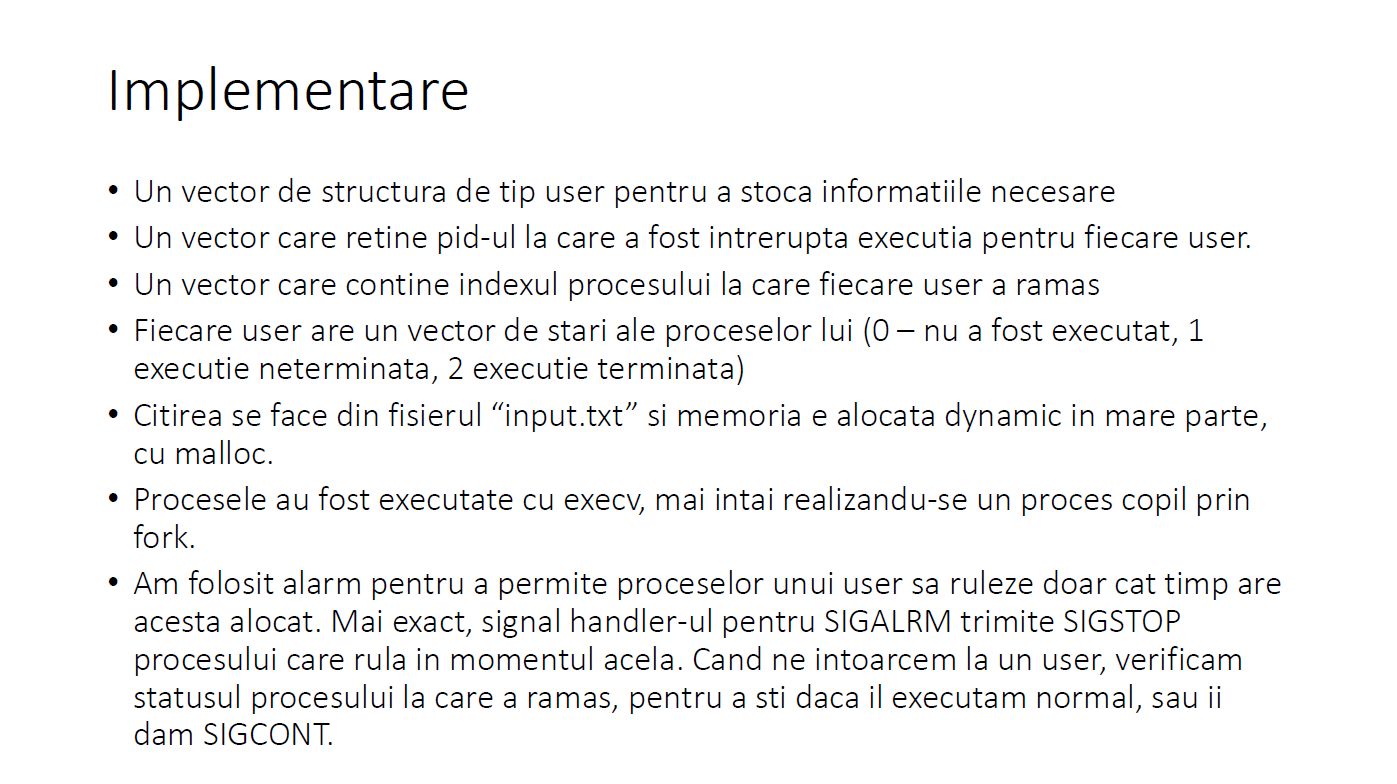 Implementare
• Un vector de structura de tip user pentru a stoca informatiile necesare
• Un vector care retine pid-ul la care a fost intrerupta executia pentru fiecare user.
• Un vector care contine indexul procesului la care fiecare user a ramas
• Fiecare user are un vector de stari ale proceselor lui (0 – nu a fost executat, 1
executie neterminata, 2 executie terminata)
• Citirea se face din fisierul “input.txt” si memoria e alocata dynamic in mare parte,
cu malloc.
• Procesele au fost executate cu execv, mai intai realizandu-se un proces copil prin
fork.
• Am folosit alarm pentru a permite proceselor unui user sa ruleze doar cat timp are
acesta alocat. Mai exact, signal handler-ul pentru SIGALRM trimite SIGSTOP
procesului care rula in momentul acela. Cand ne intoarcem la un user, verificam
statusul procesului la care a ramas, pentru a sti daca il executam normal, sau ii
dam SIGCONT.